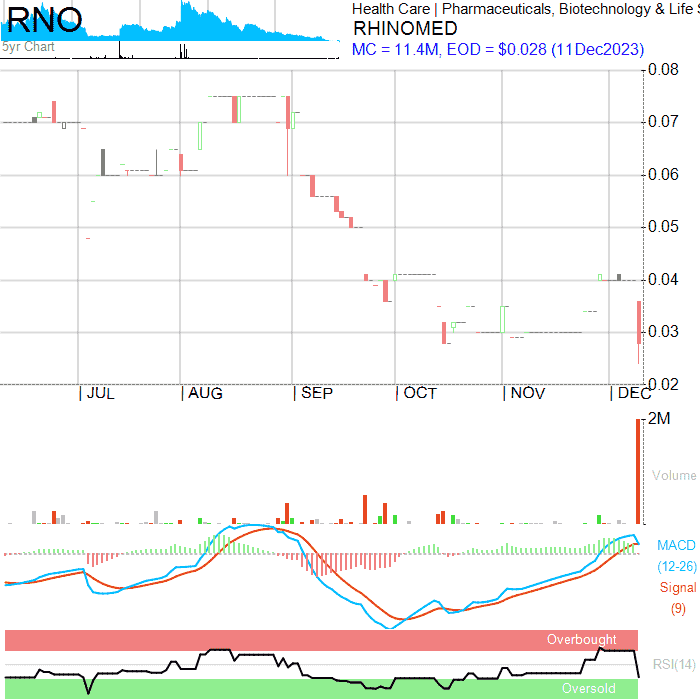 RNO
5yr Chart
Health Care | Pharmaceuticals, Biotechnology & Life S
RHINOMED
MC = 11.4M, EOD = $0.028 (11Dec2023)
0.08
0.07
0.06
0.05
0.04
0.03
0.02
| JUL | AUG | SEP | OCT | NOV | DEC
2M
Volume
MACD
(12-26)
Signal
(9)
Overbought
RSI(14)
Oversold